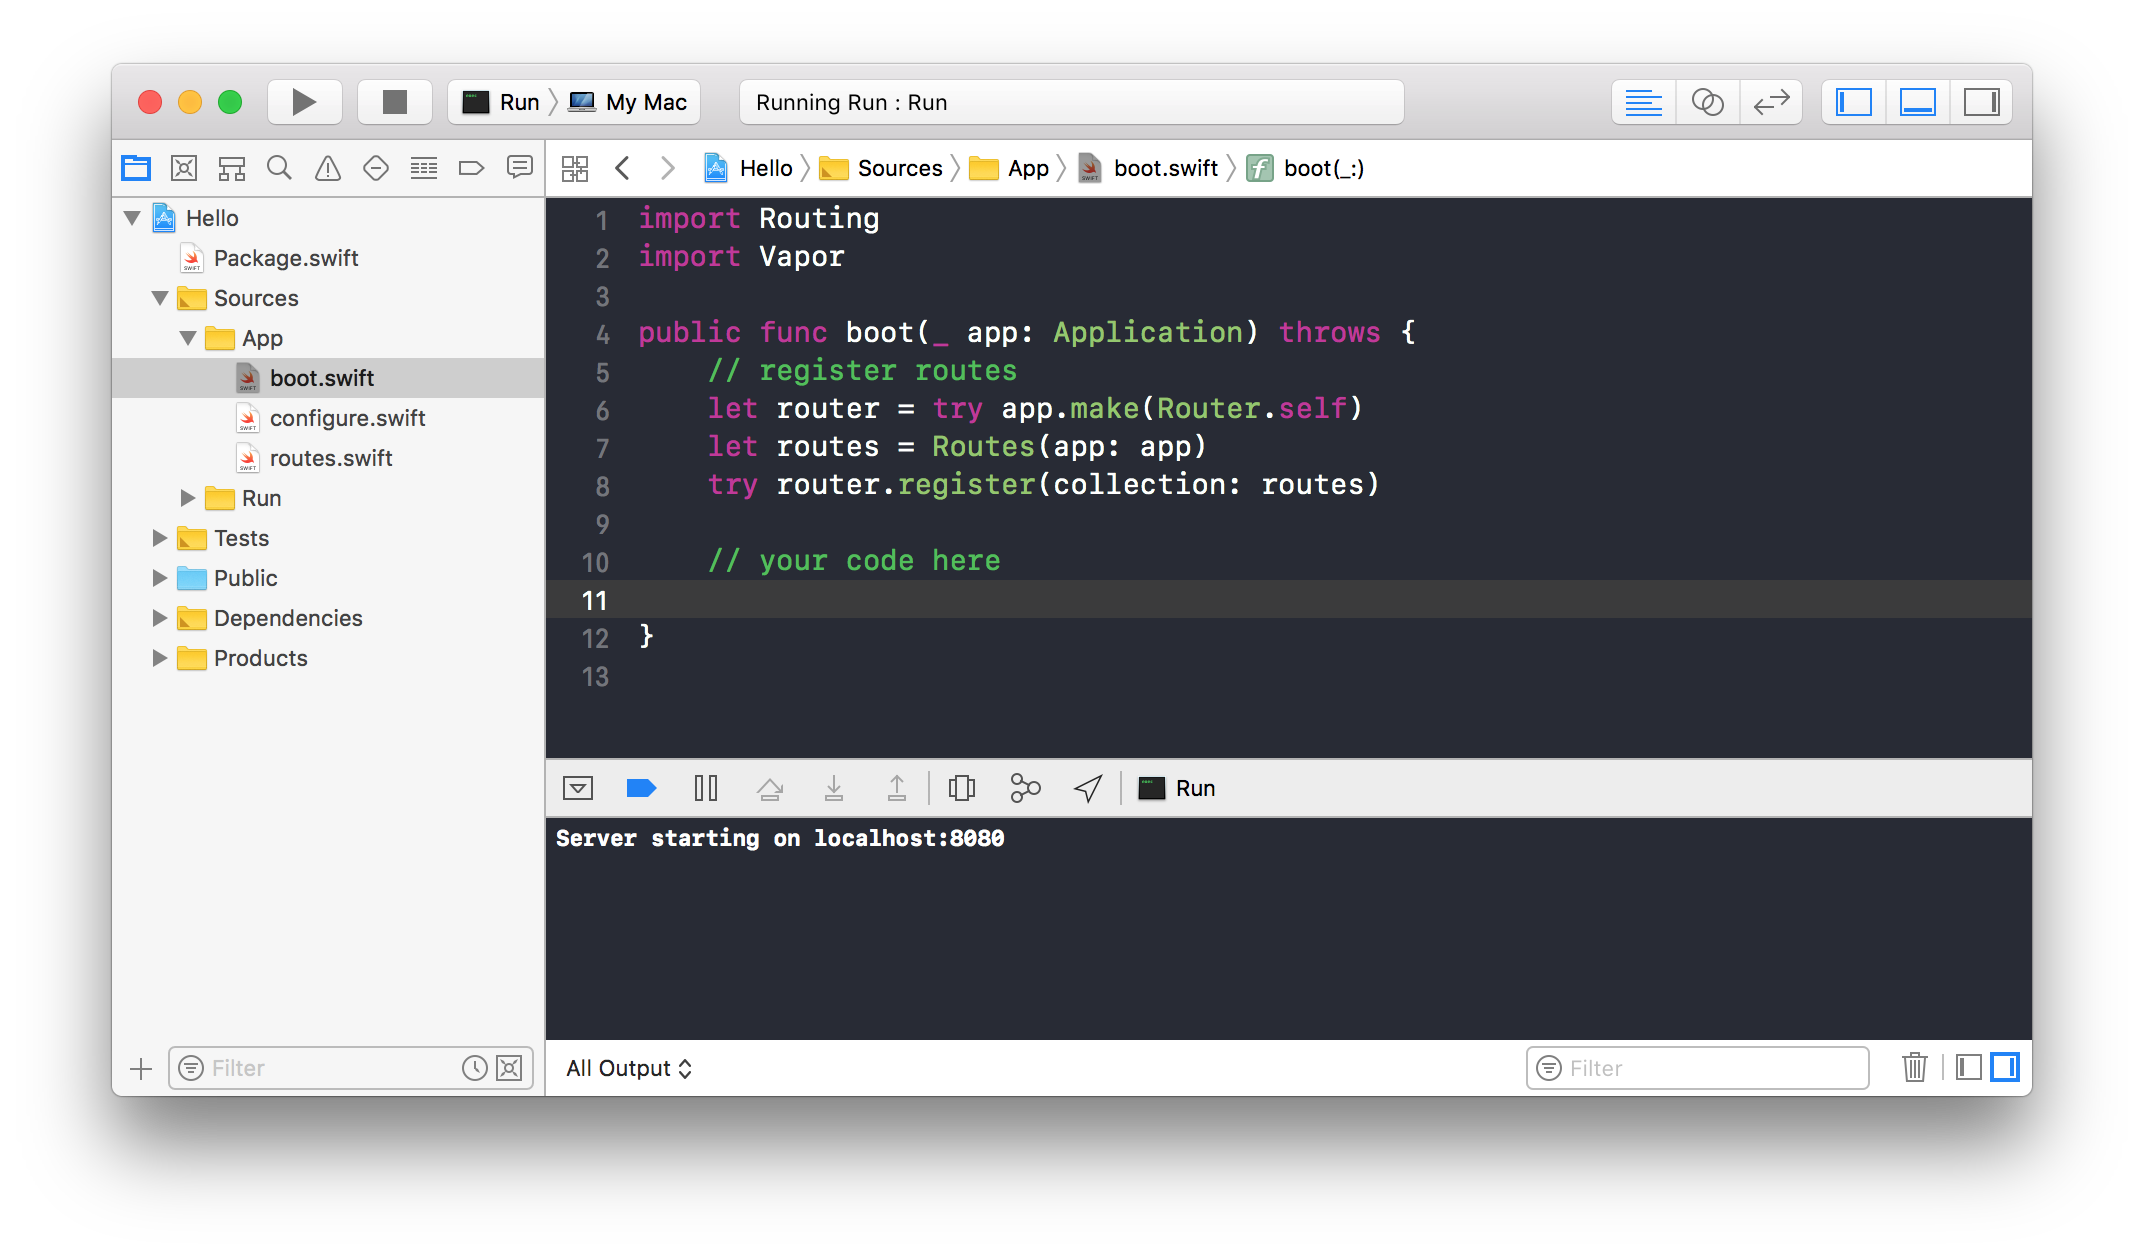 Run My Mac
Running Run : Run
Hello Sources App boot.swift boot(_:)
Hello
Package.swift
Sources
App
boot.swift
configure.swift
routes.swift
Run
Tests
Public
Dependencies
Products
Filter
1 import Routing
2 import Vapor
3
4 public func boot(_ app: Application) throws {
5 // register routes
6 let router = try app.make(Router.self)
7 let routes = Routes(app: app)
8 try router.register(collection: routes)
9
10 // your code here
11
12 }
13
Run
Server starting on localhost:8080
All Output
Filter